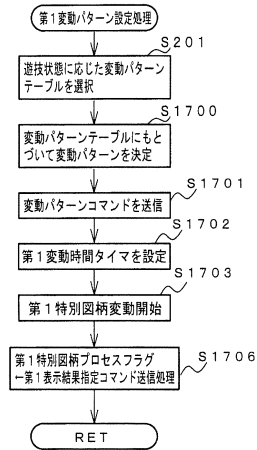 第1変動パターン設定処理
S201
遊技状態に応じた変動パターン
テーブルを選択
S1700
変動パターンテーブルにもと
づいて変動パターンを決定
S1701
変動パターンコマンドを送信
S1702
第1変動時間タイマを設定
S1703
第1特別図柄変動開始
S1706
第1特別図柄プロセスフラグ
←第1表示結果指定コマンド送信処理
RET